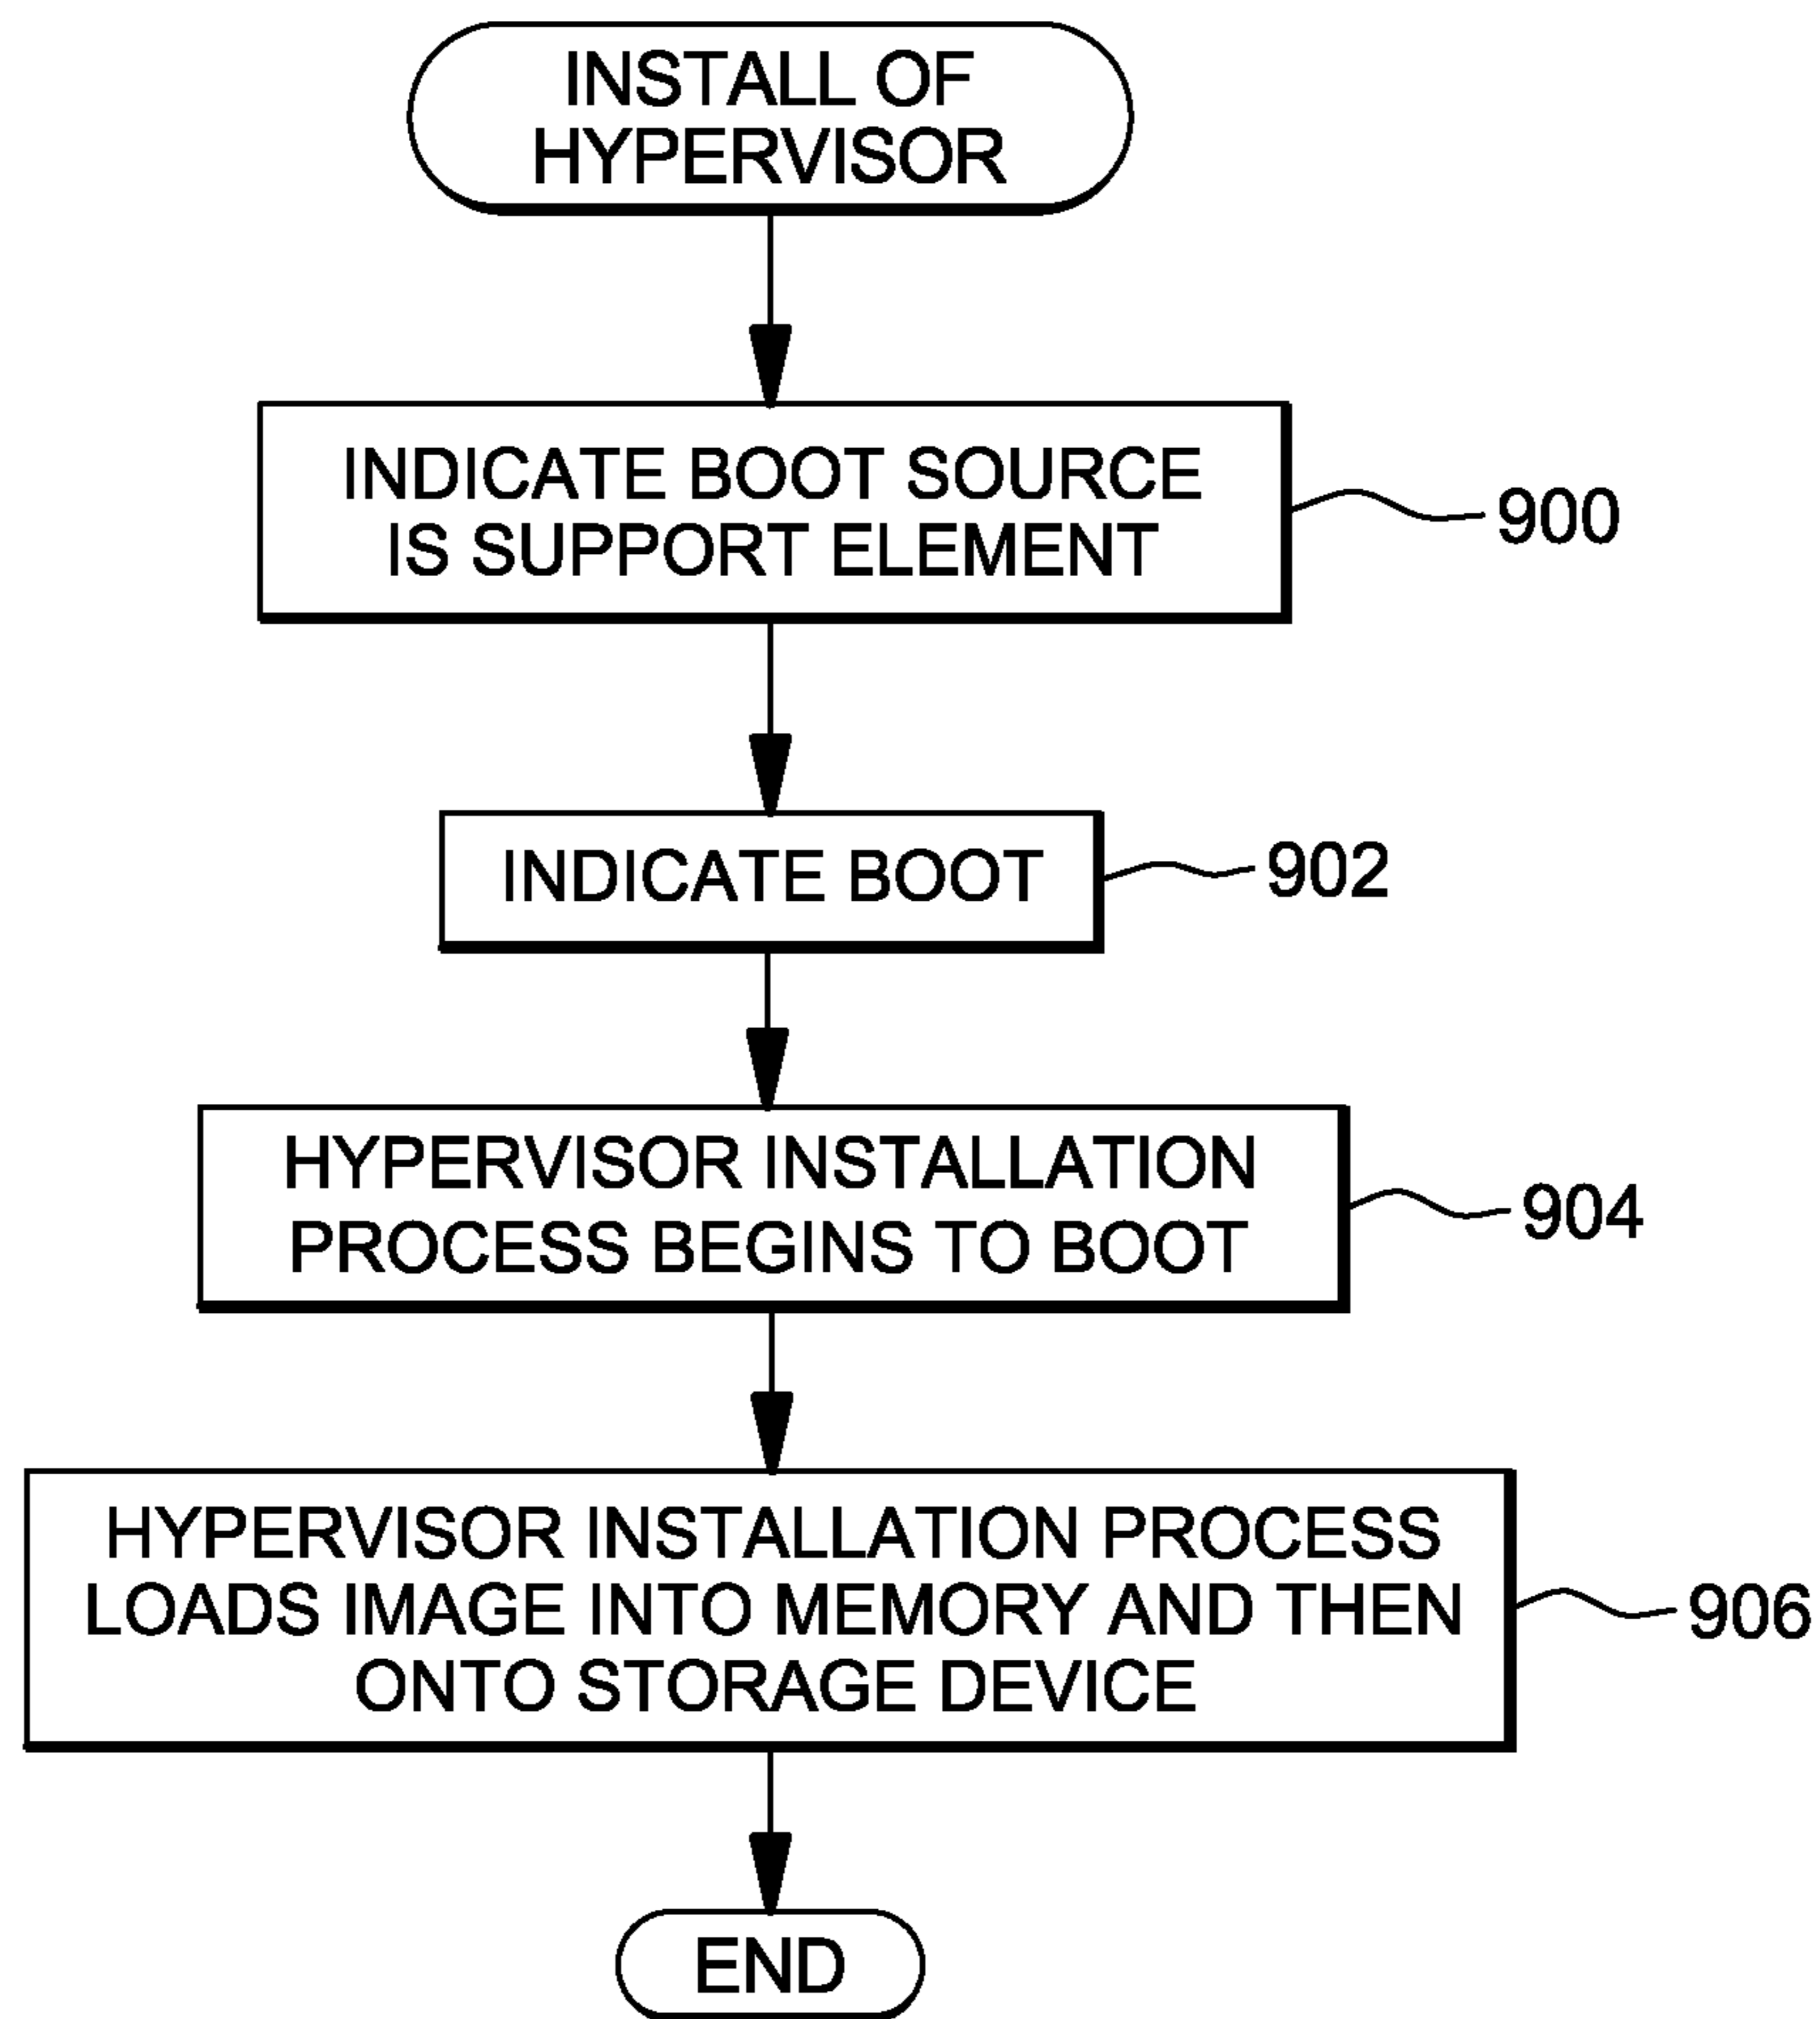 INSTALL OF
HYPERVISOR
INDICATE BOOT SOURCE
IS SUPPORT ELEMENT
900
INDICATE BOOT
902
HYPERVISOR INSTALLATION
PROCESS BEGINS TO BOOT
904
HYPERVISOR INSTALLATION PROCESS
LOADS IMAGE INTO MEMORY AND THEN
ONTO STORAGE DEVICE
906
END